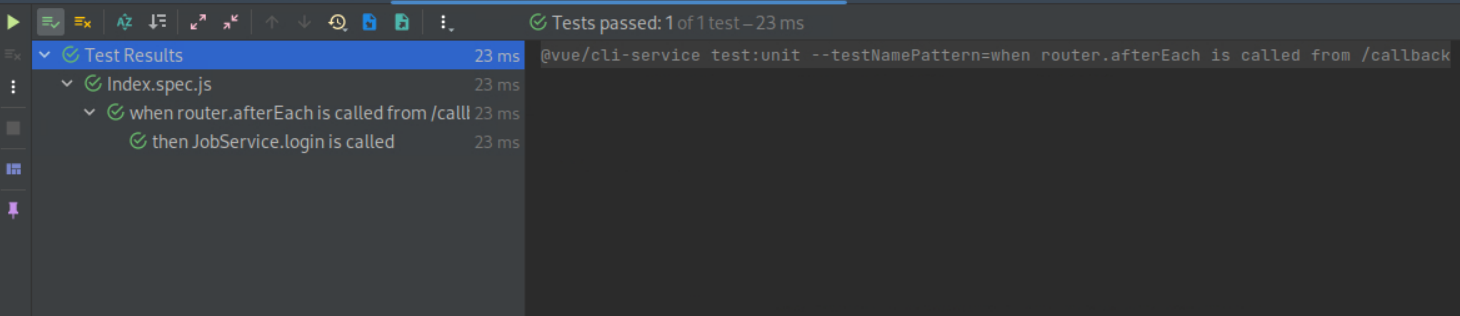 Tests passed: 1 of 1 test – 23 ms
Test Results 23 ms
@vue/cli-service test:unit --testNamePattern=when router.afterEach is called from /callback
Index.spec.js 23 ms
when router.afterEach is called from /call 23 ms
then JobService.login is called 23 ms